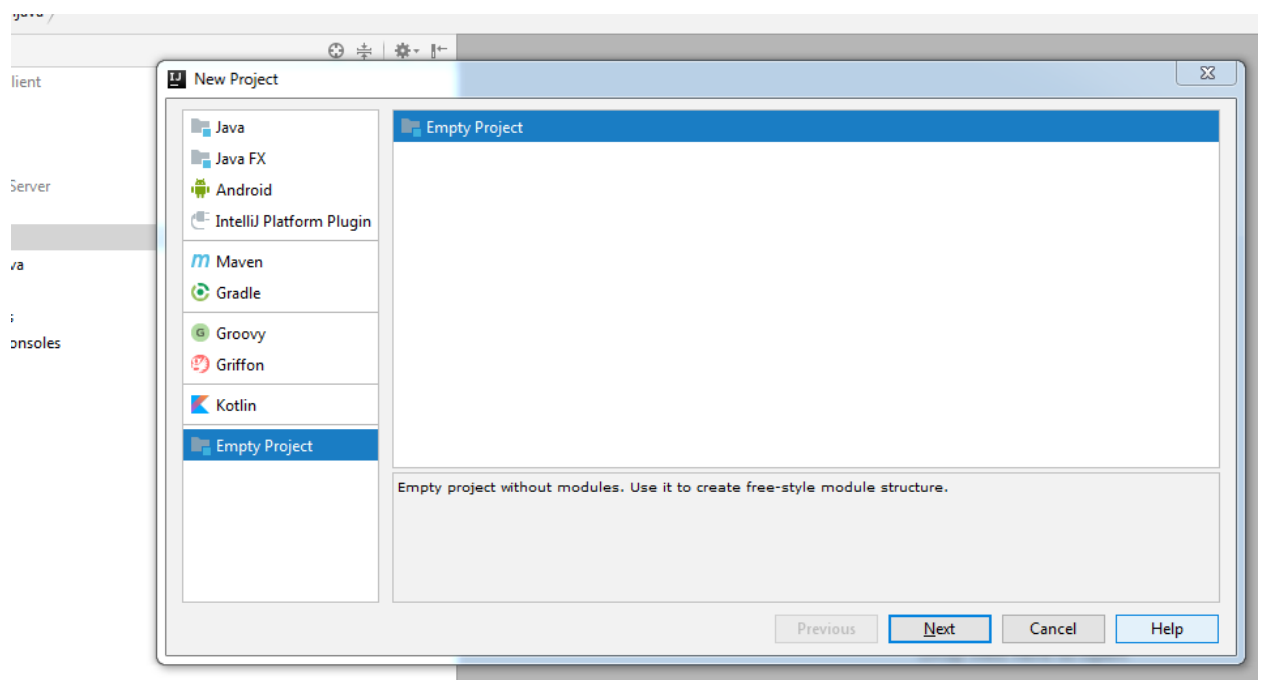 New Project
Java
Java FX
Android
IntelliJ Platform Plugin
Maven
Gradle
Groovy
Griffon
Kotlin
Empty Project
Empty Project
Empty project without modules. Use it to create free-style module structure.
Previous
Next
Cancel
Help
lient
Server
va
onsoles